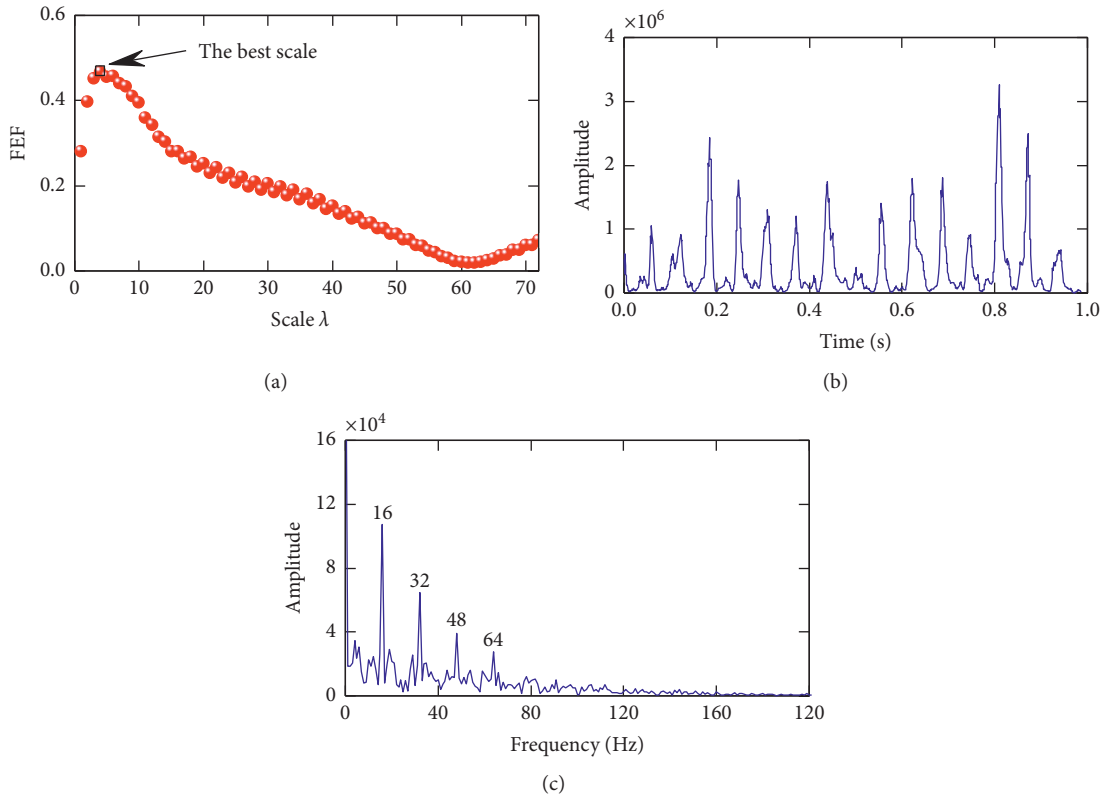 0.6
The best scale
0.4
FEF
0.2
0.0
0 10 20 30 40 50 60 70
Scale λ
(a)
×10⁶
4
3
Amplitude
2
1
0
0.0 0.2 0.4 0.6 0.8 1.0
Time (s)
(b)
×10⁴
16
12
16
Amplitude
8
32
48
4
64
0
0 40 80 120 160 120
Frequency (Hz)
(c)